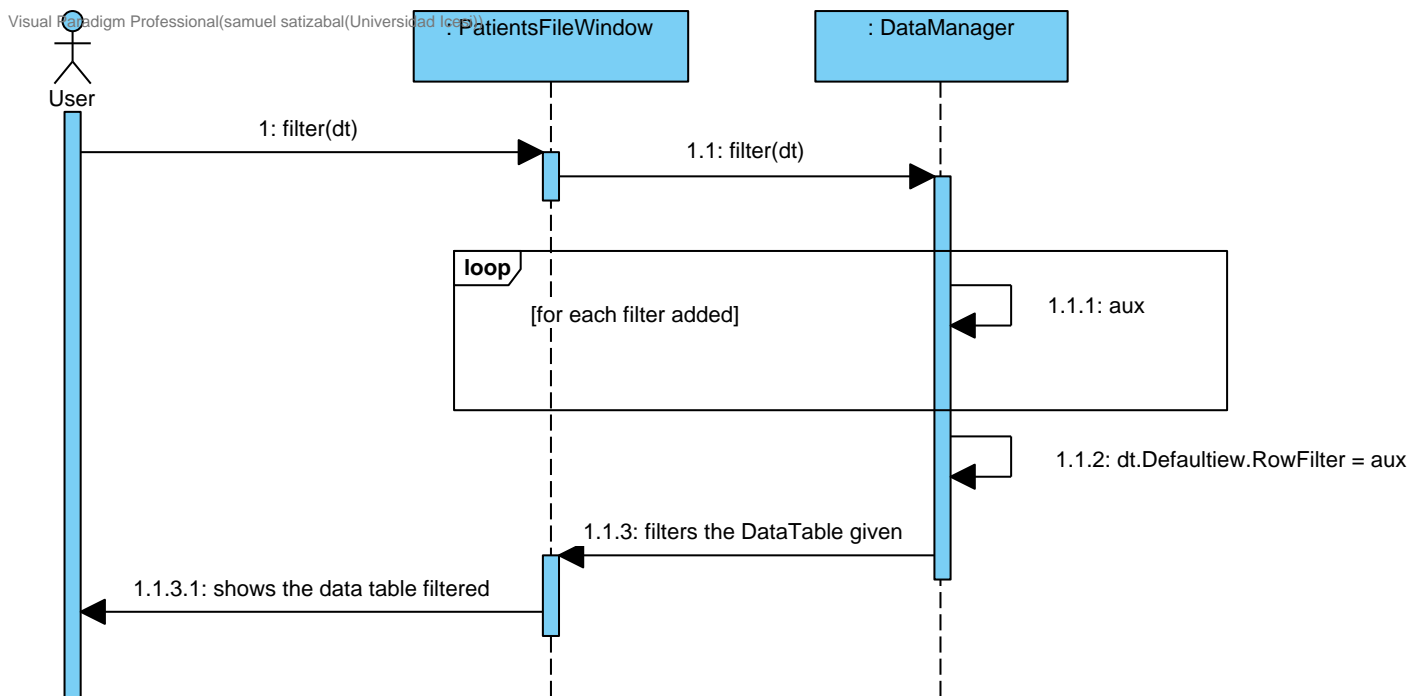 Visual Paradigm Professional(samuel satizabal(Universidad Icesi))
: PatientsFileWindow
: DataManager
User
1: filter(dt)
1.1: filter(dt)
loop
[for each filter added]
1.1.1: aux
1.1.2: dt.Defaultiew.RowFilter = aux
1.1.3: filters the DataTable given
1.1.3.1: shows the data table filtered